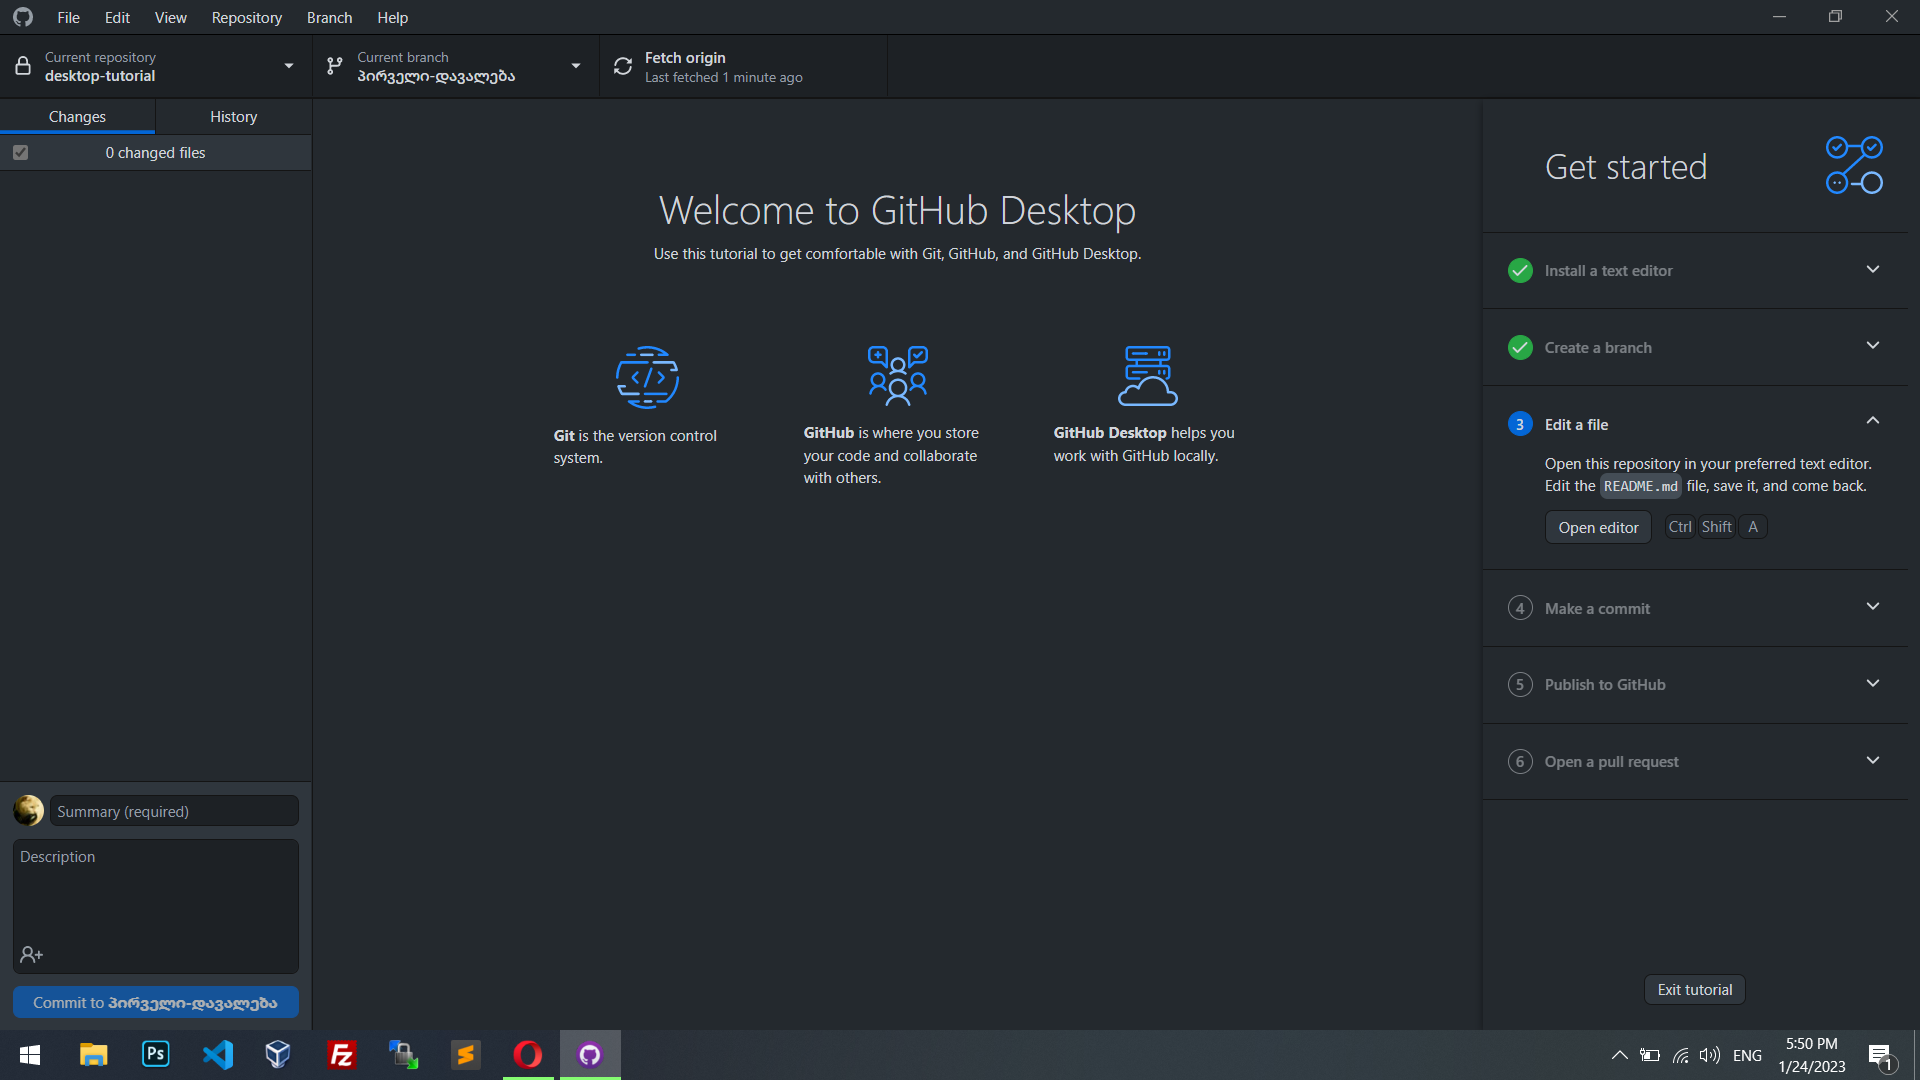 File Edit View Repository Branch Help
Current repository
desktop-tutorial
Current branch
პირველი-დავალება
Fetch origin
Last fetched 1 minute ago
Changes
History
0 changed files
Welcome to GitHub Desktop
Use this tutorial to get comfortable with Git, GitHub, and GitHub Desktop.
Git is the version control
system.
GitHub is where you store
your code and collaborate
with others.
GitHub Desktop helps you
work with GitHub locally.
Get started
Install a text editor
Create a branch
3 Edit a file
Open this repository in your preferred text editor.
Edit the README.md file, save it, and come back.
Open editor Ctrl Shift A
4 Make a commit
5 Publish to GitHub
6 Open a pull request
Exit tutorial
Summary (required)
Description
Commit to პირველი-დავალება
Ps
Fz
ENG
5:50 PM
1/24/2023
1